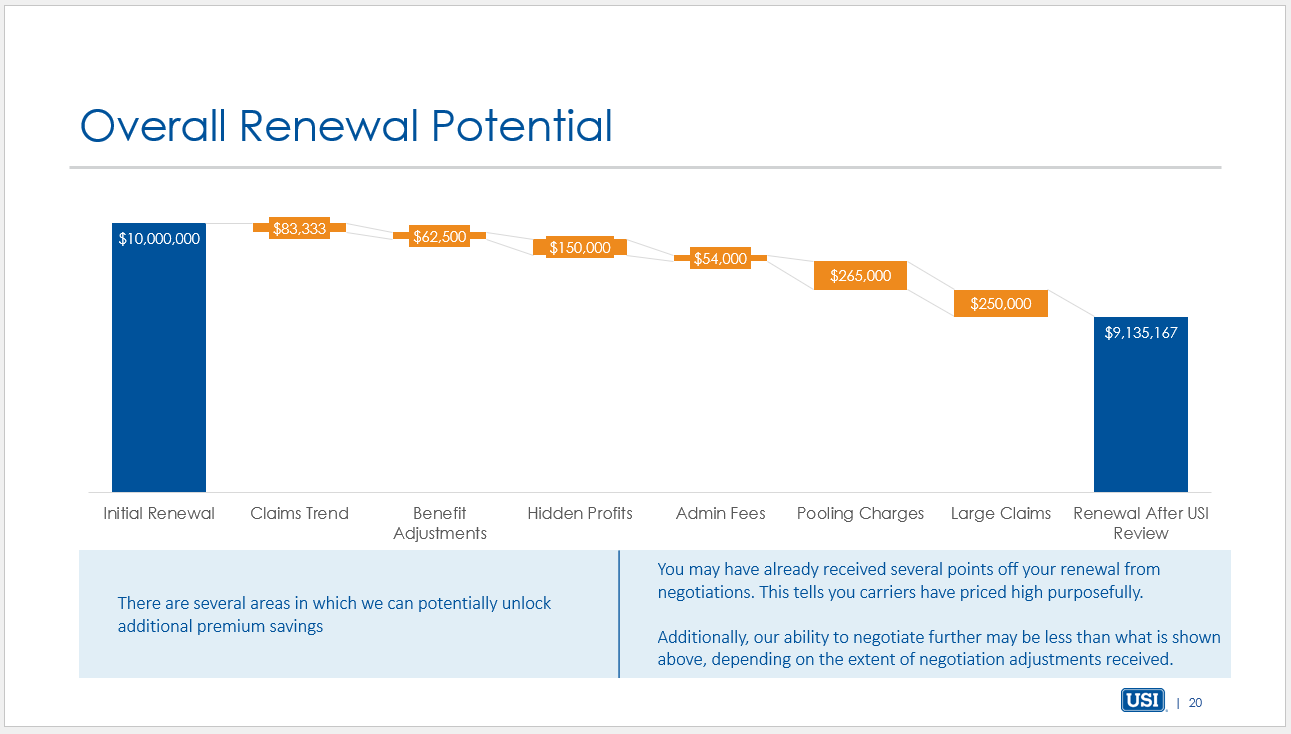 Overall Renewal Potential
$10,000,000
$83,333
$62,500
$150,000
$54,000
$265,000
$250,000
$9,135,167
Initial Renewal
Claims Trend
Benefit
Adjustments
Hidden Profits
Admin Fees
Pooling Charges
Large Claims
Renewal After USI
Review
There are several areas in which we can potentially unlock
additional premium savings
You may have already received several points off your renewal from
negotiations. This tells you carriers have priced high purposefully.
Additionally, our ability to negotiate further may be less than what is shown
above, depending on the extent of negotiation adjustments received.
USI | 20